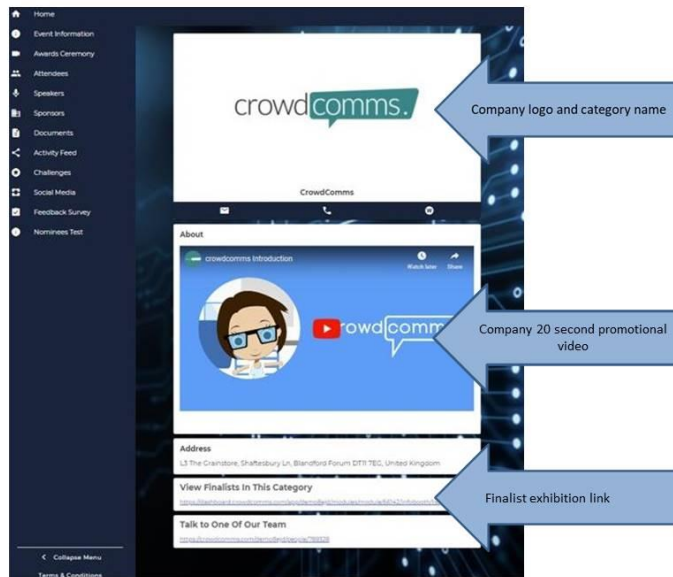 Home
Event Information
Awards Ceremony
Attendees
Speakers
Sponsors
Documents
Activity Feed
Challenges
Social Media
Feedback Survey
Nominees Test
Collapse Menu
Terms & Conditions
crowdcomms.
CrowdComms
About
crowdcomms Introduction
Watch later
Share
crowdcomm
Address
L3 The Grainstore, Shaftesbury Ln, Blandford Forum DT11 7EG, United Kingdom
View Finalists In This Category
Talk to One Of Our Team
Company logo and category name
Company 20 second promotional
video
Finalist exhibition link